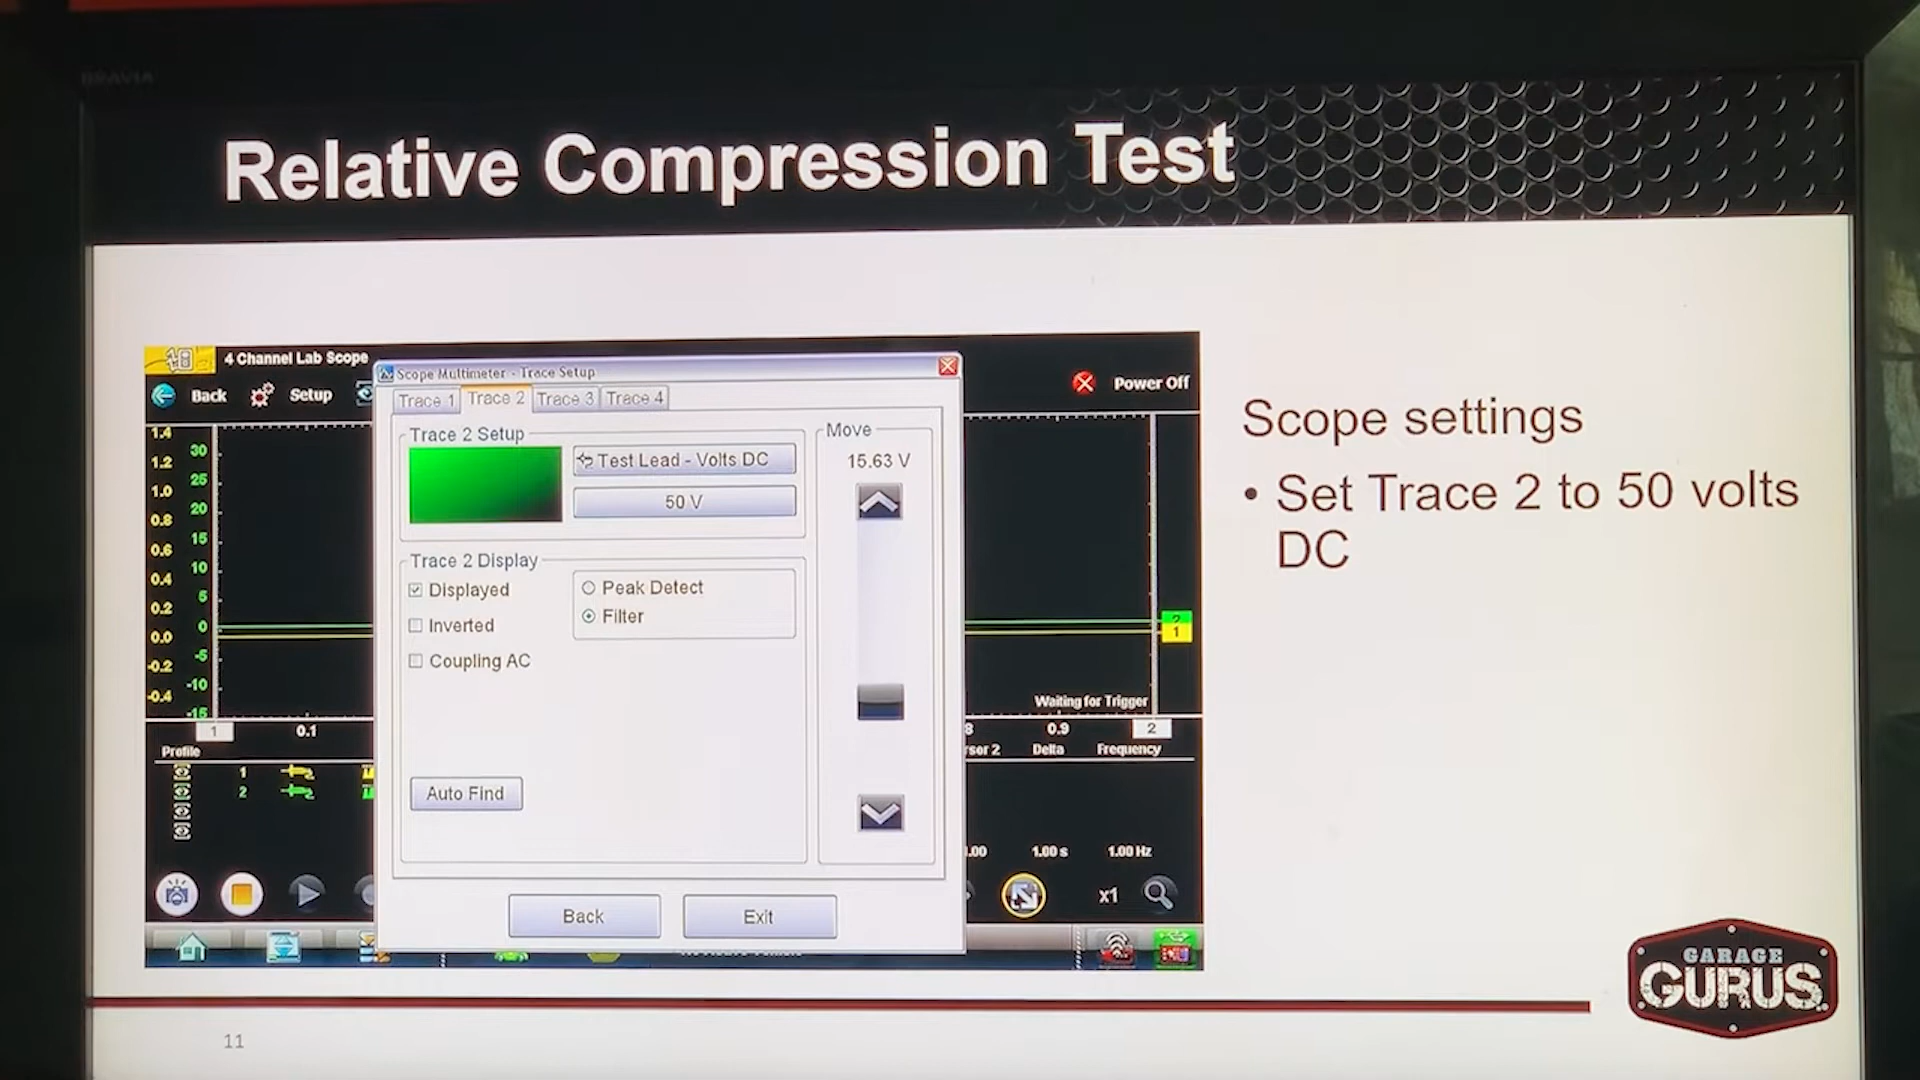 BRAVIA
Relative Compression Test
4 Channel Lab Scope
Back
Setup
Power Off
Scope Multimeter - Trace Setup
Trace 1
Trace 2
Trace 3
Trace 4
Trace 2 Setup
Test Lead - Volts DC
50 V
Trace 2 Display
Displayed
Inverted
Coupling AC
Peak Detect
Filter
Auto Find
Move
15.63 V
Back
Exit
1.4
1.2
1.0
0.8
0.6
0.4
0.2
0.0
-0.2
-0.4
30
25
20
15
10
5
0
-5
-10
-15
2
1
Waiting for Trigger
1
0.1
0.9
2
Profile
Delta
Frequency
1
2
1.00 s
1.00 Hz
x1
Scope settings
• Set Trace 2 to 50 volts
DC
GARAGE
GURUS
11